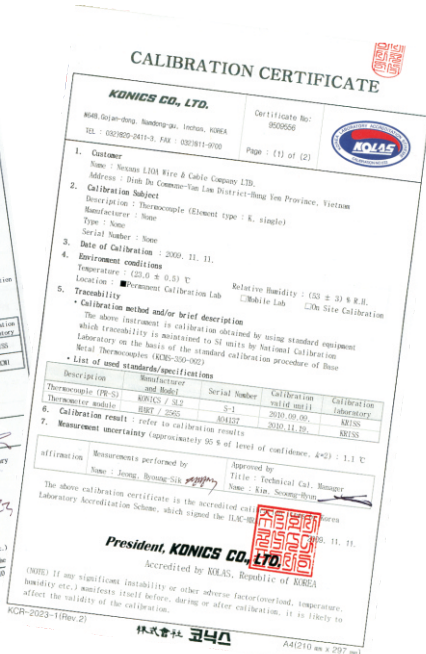 CALIBRATION CERTIFICATE
KONICS CO., LTD.
#648, Gojan-dong, Namdong-gu, Inchon, KOREA
TEL : 032)820-2411~3, FAX : 032)811-9700
Certificate No:
9509556
Page : (1) of (2)
KOLAS
1. Customer
Name : Nexans LIOA Wire & Cable Company LTD.
Address : Dinh Du Commune-Van Lam District-Hung Yen Province, Vietnam
2. Calibration Subject
Description : Thermocouple (Element type : K, single)
Manufacturer : None
Type : None
Serial Number : None
3. Date of Calibration : 2009. 11. 11.
4. Environment conditions
Temperature : (23.0 ± 0.5) ℃ Relative Humidity : (53 ± 3) % R.H.
Location : ■Permanent Calibration Lab □Mobile Lab □On Site Calibration
5. Traceability
• Calibration method and/or brief description
The above instrument is calibration obtained by using standard equipment
which traceability is maintained to SI units by National Calibration
Laboratory on the basis of the standard calibration procedure of Base
Metal Thermocouples (KCMS-350-002)
• List of used standards/specifications
Description Manufacturer and Model Serial Number Calibration valid until Calibration laboratory
Thermocouple (PR-S) KONICS / SL2 S-1 2010.09.09. KRISS
Thermometer module HART / 2565 A04137 2010.11.19. KRISS
6. Calibration result : refer to calibration results
7. Measurement uncertainty (approximately 95 % of level of confidence, k=2) : 1.1 ℃
affirmation
Measurements performed by
Name : Jeong, Byoung-Sik
Approved by
Title : Technical Cal. Manager
Name : Kim, Seoung-Hyun
The above calibration certificate is the accredited
Laboratory Accreditation Scheme, which signed the
11. 11.
President, KONICS CO., LTD.
Accredited by KOLAS, Republic of KOREA
(NOTE) If any significant instability or other adverse factor(overload, temperature,
humidity etc.) manifests itself before, during or after calibration, it is likely to
affect the validity of the calibration.
KCR-2023-1(Rev.2)
株式會社 코닉스
A4(210 mm x 297 mm)